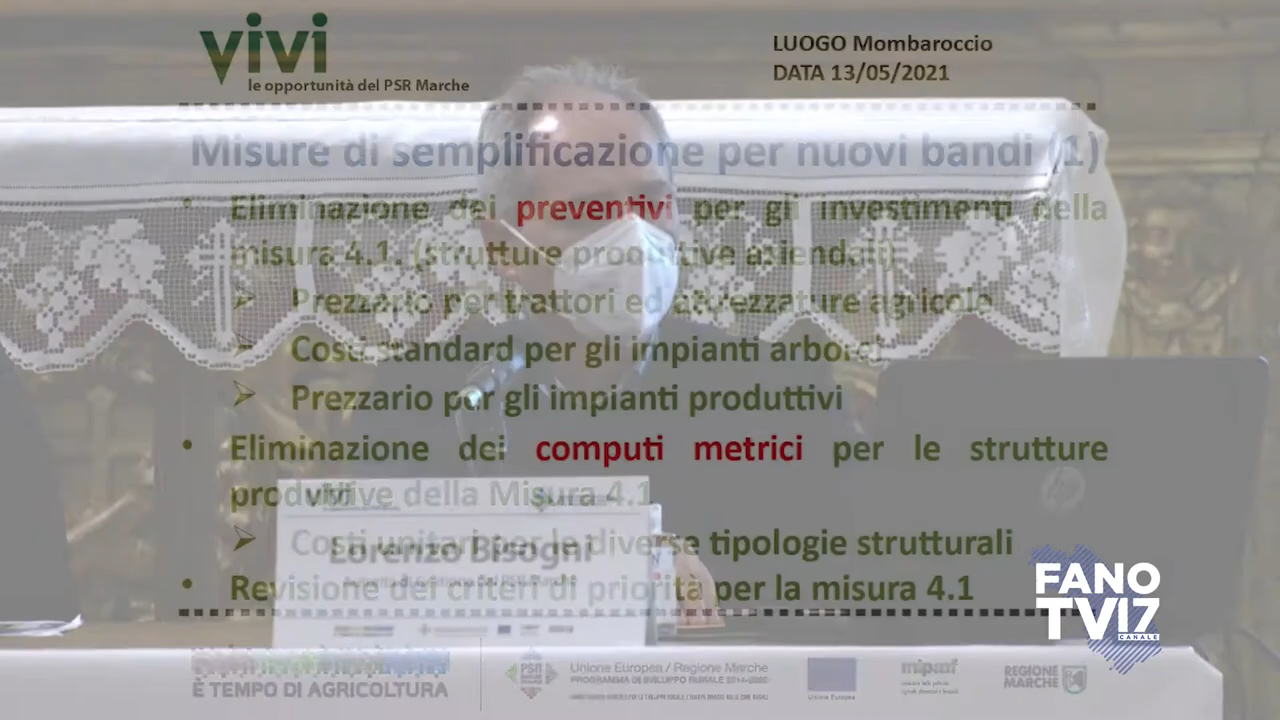 vivi
le opportunità del PSR Marche
LUOGO Mombaroccio
DATA 13/05/2021
Misure di semplificazione per nuovi bandi (1)
• Eliminazione dei preventivi per gli investimenti della
misura 4.1. (strutture produttive aziendali)
➢ Prezzario per trattori ed attrezzature agricole
➢ Costi standard per gli impianti arborei
➢ Prezzario per gli impianti produttivi
• Eliminazione dei computi metrici per le strutture
produttive della Misura 4.1
➢ Costi unitari per le diverse tipologie strutturali
• Revisione dei criteri di priorità per la misura 4.1
Lorenzo Bisogni
FANO
TV17
CANALE
È TEMPO DI AGRICOLTURA
PSR
Unione Europea / Regione Marche
PROGRAMMA DI SVILUPPO RURALE 2014-2020
Unione Europea
mipaaf
REGIONE
MARCHE